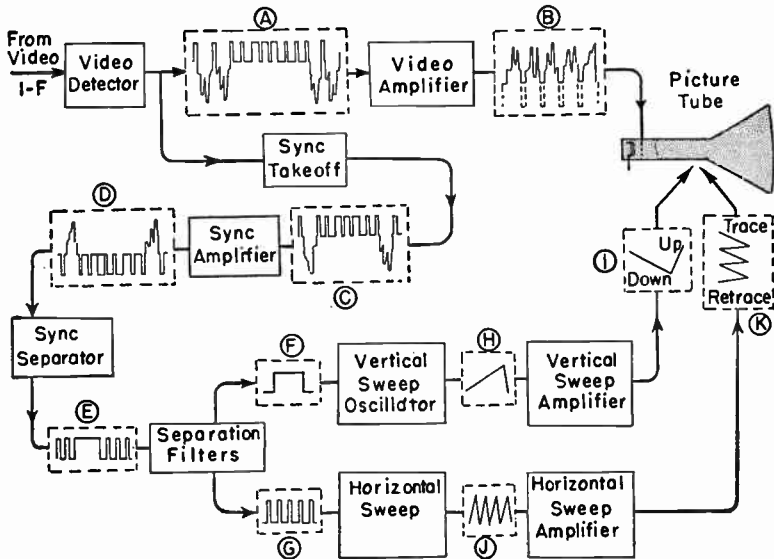 From
Video
I-F
Video
Detector
A
Video
Amplifier
B
Picture
Tube
Sync
Takeoff
D
Sync
Amplifier
C
Sync
Separator
E
Separation
Filters
F
Vertical
Sweep
Oscillator
H
Vertical
Sweep
Amplifier
I
Up
Down
Trace
Retrace
K
G
Horizontal
Sweep
J
Horizontal
Sweep
Amplifier